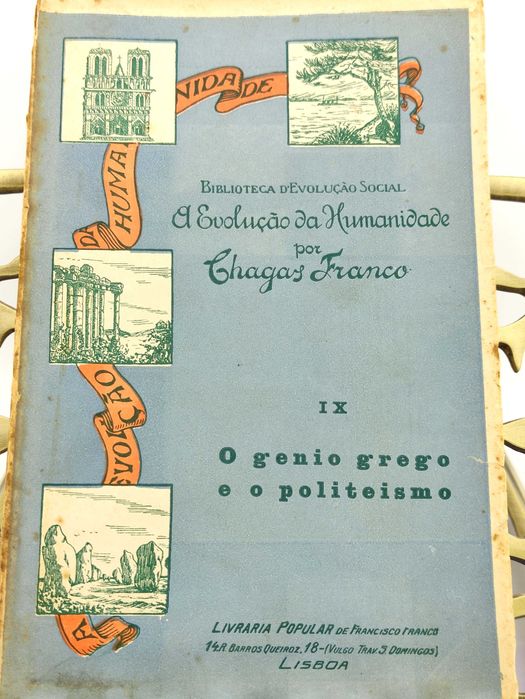 A EVOLUÇÃO DA HUMANIDADE
BIBLIOTECA D'EVOLUÇÃO SOCIAL
A Evolução da Humanidade
por
Chagas Franco
IX
O genio grego
e o politeismo
LIVRARIA POPULAR DE FRANCISCO FRANCO
14R. BARROS QUEIROZ, 18-(VULGO TRAV. S. DOMINGOS)
LISBOA